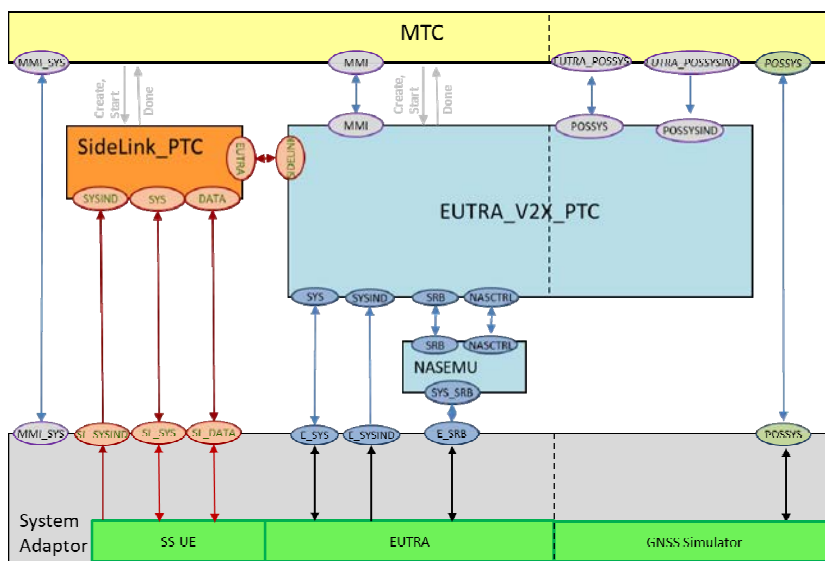 MTC
MMI_SYS
MMI
EUTRA_POSSYS
UTRA_POSSYSIND
POSSYS
Create,
Start
Done
Create,
Start
Done
SideLink_PTC
EUTRA
SIDELINK
MMI
POSSYS
POSSYSIND
SYSIND
SYS
DATA
EUTRA_V2X_PTC
SYS
SYSIND
SRB
NASCTRL
SRB
NASCTRL
NASEMU
SYS_SRB
MMI_SYS
SL_SYSIND
SL_SYS
SL_DATA
E_SYS
E_SYSIND
E_SRB
POSSYS
System
Adaptor
SS-UE
EUTRA
GNSS Simulator